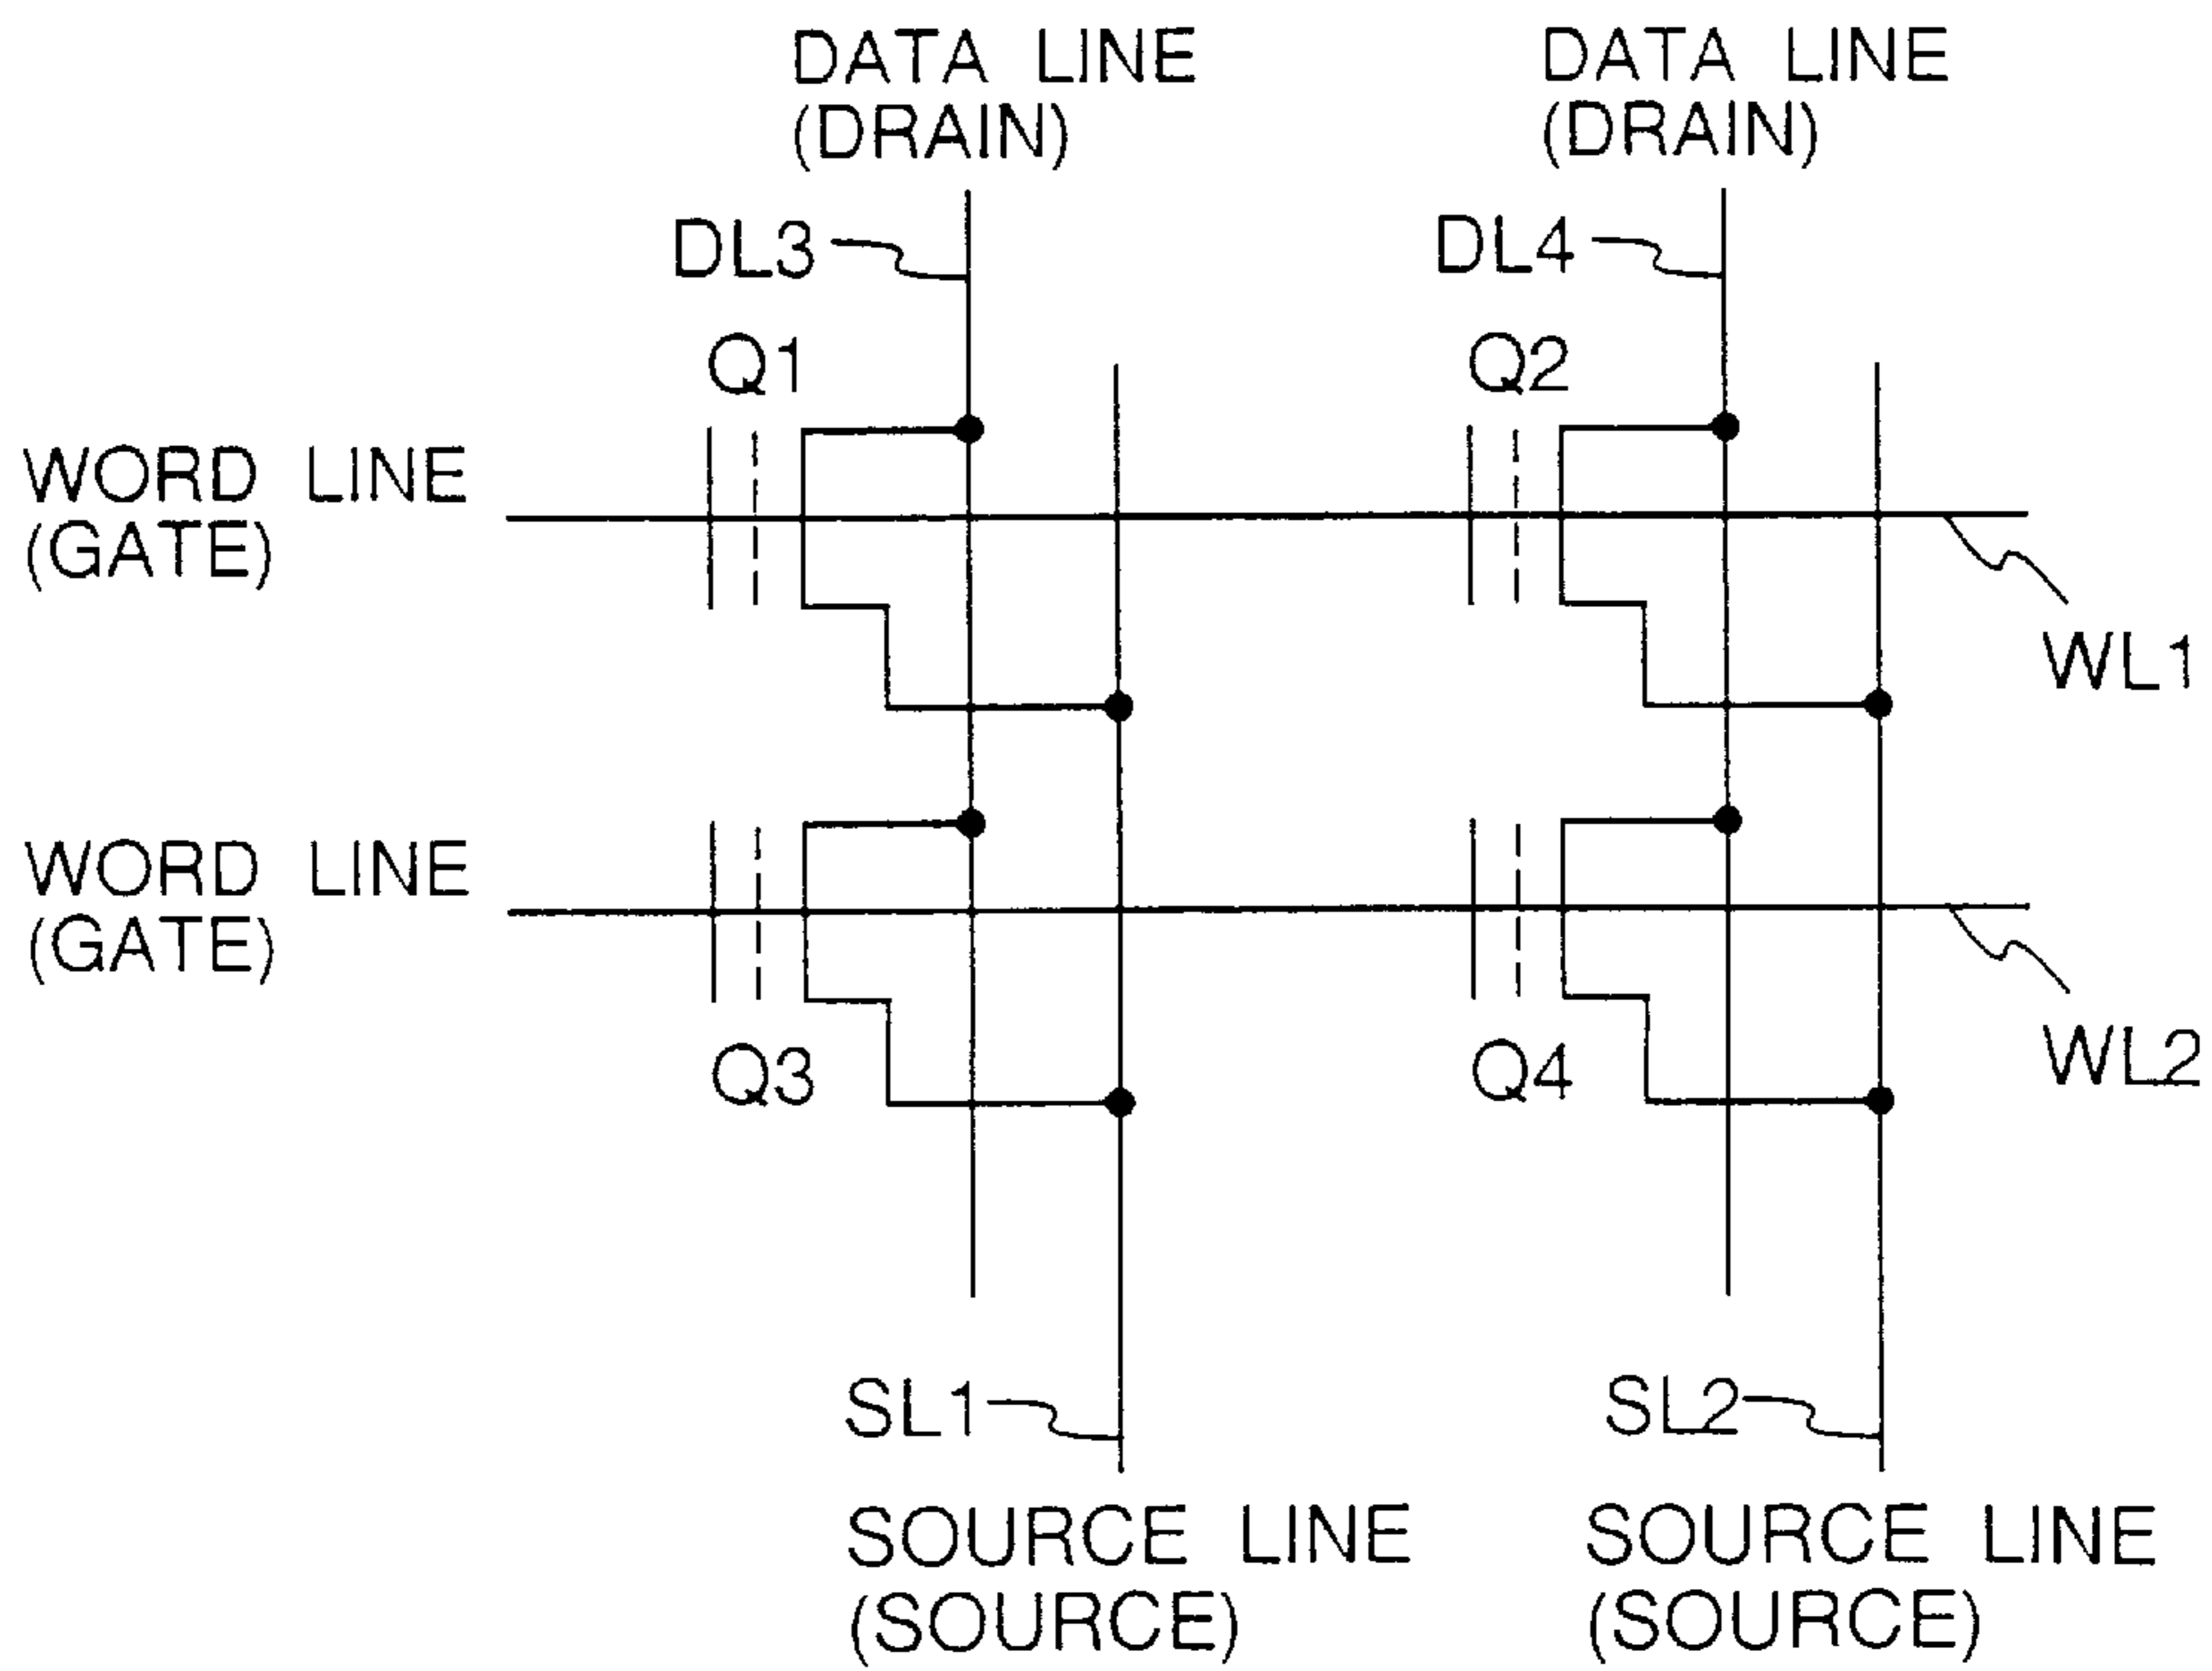 DATA LINE
(DRAIN)
DATA LINE
(DRAIN)
DL3
DL4
Q1
Q2
WORD LINE
(GATE)
WL1
WORD LINE
(GATE)
Q3
Q4
WL2
SL1
SL2
SOURCE LINE
(SOURCE)
SOURCE LINE
(SOURCE)